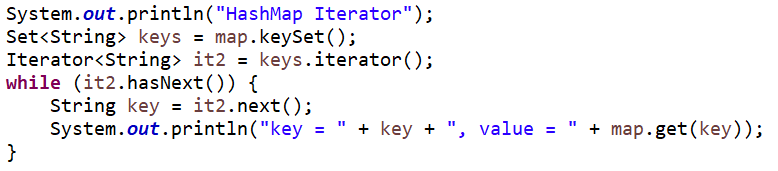 System.out.println("HashMap Iterator");
Set<String> keys = map.keySet();
Iterator<String> it2 = keys.iterator();
while (it2.hasNext()) {
    String key = it2.next();
    System.out.println("key = " + key + ", value = " + map.get(key));
}